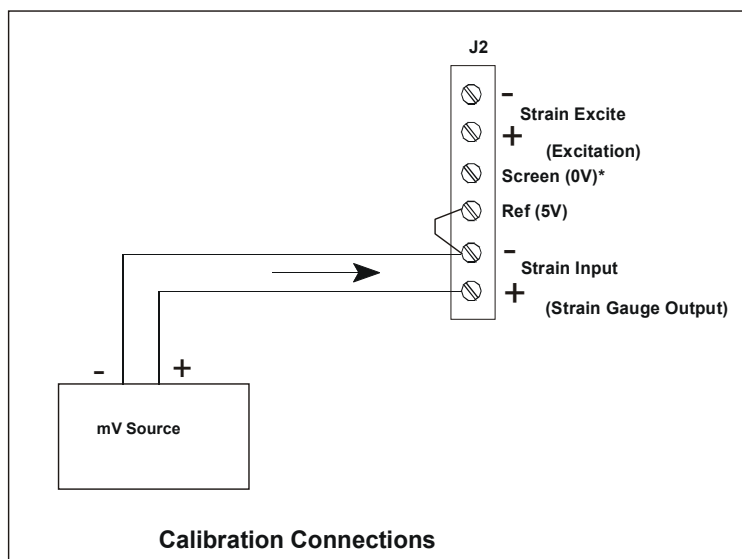 J2
-
Strain Excite
+
(Excitation)
Screen (0V)*
Ref (5V)
-
Strain Input
+
(Strain Gauge Output)
- +
mV Source
Calibration Connections